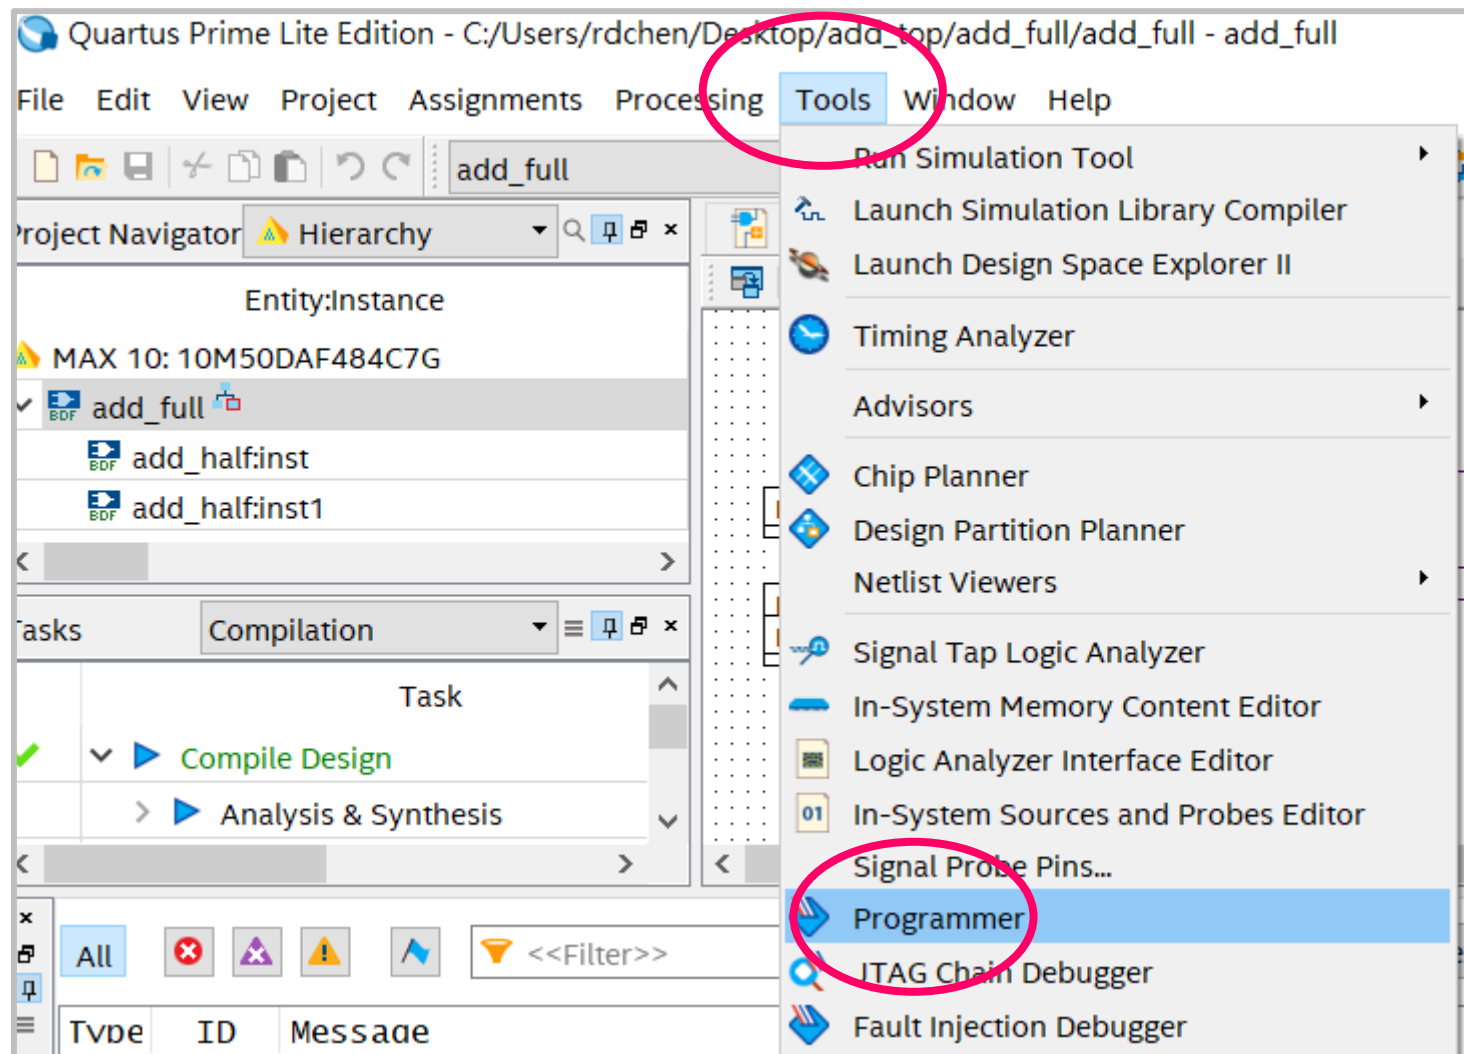 Quartus Prime Lite Edition - C:/Users/rdchen/Desktop/add_top/add_full/add_full - add_full
File Edit View Project Assignments Processing Tools Window Help
add_full
Project Navigator Hierarchy
Entity:Instance
MAX 10: 10M50DAF484C7G
BDF add_full
BDF add_half:inst
BDF add_half:inst1
Tasks Compilation
Task
Compile Design
Analysis & Synthesis
All <<Filter>>
Type ID Message
Run Simulation Tool
Launch Simulation Library Compiler
Launch Design Space Explorer II
Timing Analyzer
Advisors
Chip Planner
Design Partition Planner
Netlist Viewers
Signal Tap Logic Analyzer
In-System Memory Content Editor
Logic Analyzer Interface Editor
01 In-System Sources and Probes Editor
Signal Probe Pins...
Programmer
JTAG Chain Debugger
Fault Injection Debugger